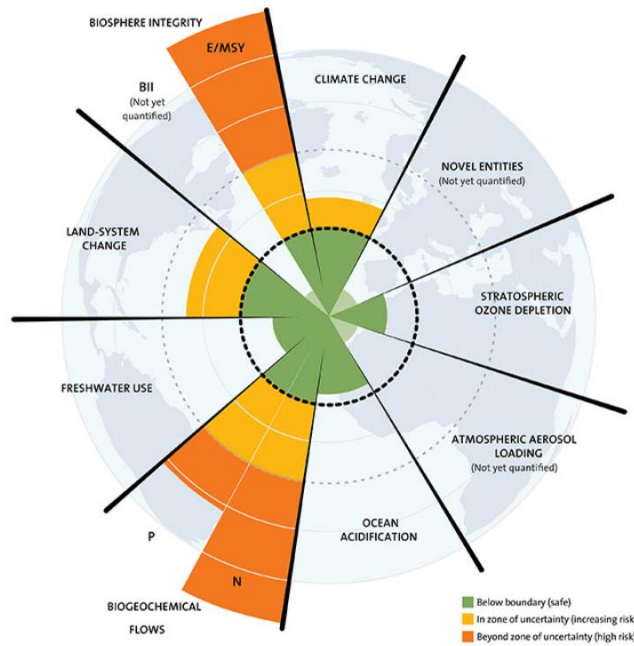 BIOSPHERE INTEGRITY
E/MSY
BII
(Not yet
quantified)
CLIMATE CHANGE
NOVEL ENTITIES
(Not yet quantified)
LAND-SYSTEM
CHANGE
STRATOSPHERIC
OZONE DEPLETION
FRESHWATER USE
ATMOSPHERIC AEROSOL
LOADING
(Not yet quantified)
OCEAN
ACIDIFICATION
P
N
BIOGEOCHEMICAL
FLOWS
Below boundary (safe)
In zone of uncertainty (increasing risk
Beyond zone of uncertainty (high risk)